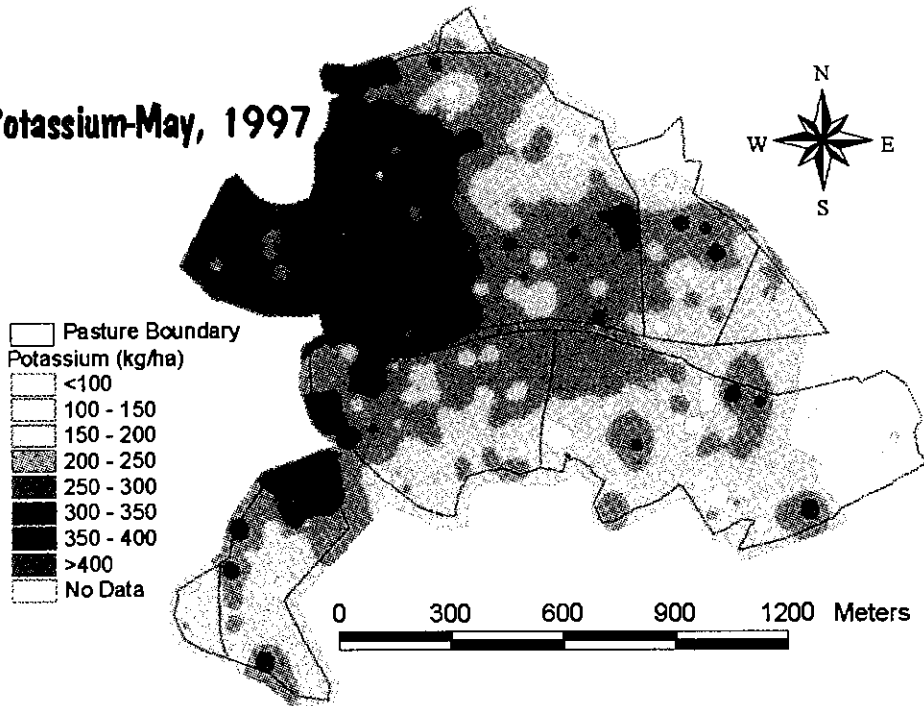 Potassium-May, 1997
N
W E
S
Pasture Boundary
Potassium (kg/ha)
<100
100 - 150
150 - 200
200 - 250
250 - 300
300 - 350
350 - 400
>400
No Data
0 300 600 900 1200 Meters